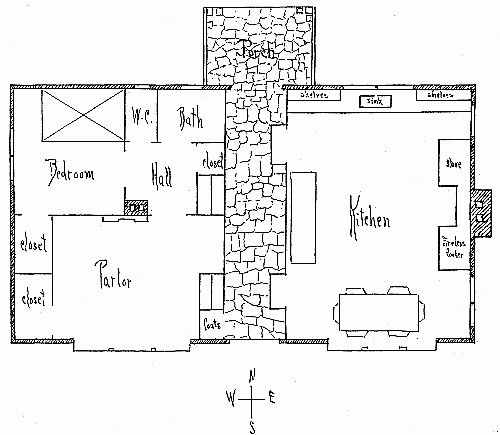 Porch
shelves
sink
shelves
W.C.
Bath
closet
stove
Bedroom
Hall
Kitchen
closet
Fireless
Cooker
Parlor
closet
Coats
N
W E
S